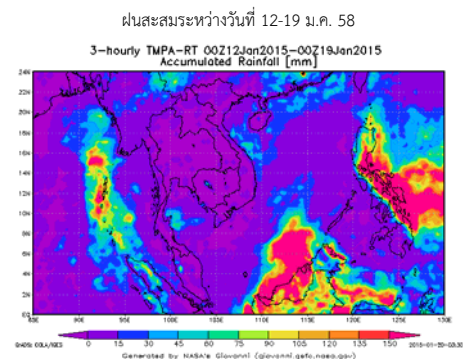 ฝนสะสมระหว่างวันที่ 12-19 ม.ค. 58
3-hourly TMPA-RT 00Z12Jan2015-00Z19Jan2015
Accumulated Rainfall [mm]
24N
22N
20N
18N
16N
14N
12N
10N
8N
6N
4N
2N
EQ
85E 90E 95E 100E 105E 110E 115E 120E 125E 130E
GrADS: COLA/IGES 0 15 30 45 60 75 90 105 120 135 150 2015-01-20-03:30
Generated by NASA's Giovanni (giovanni.gsfc.nasa.gov)